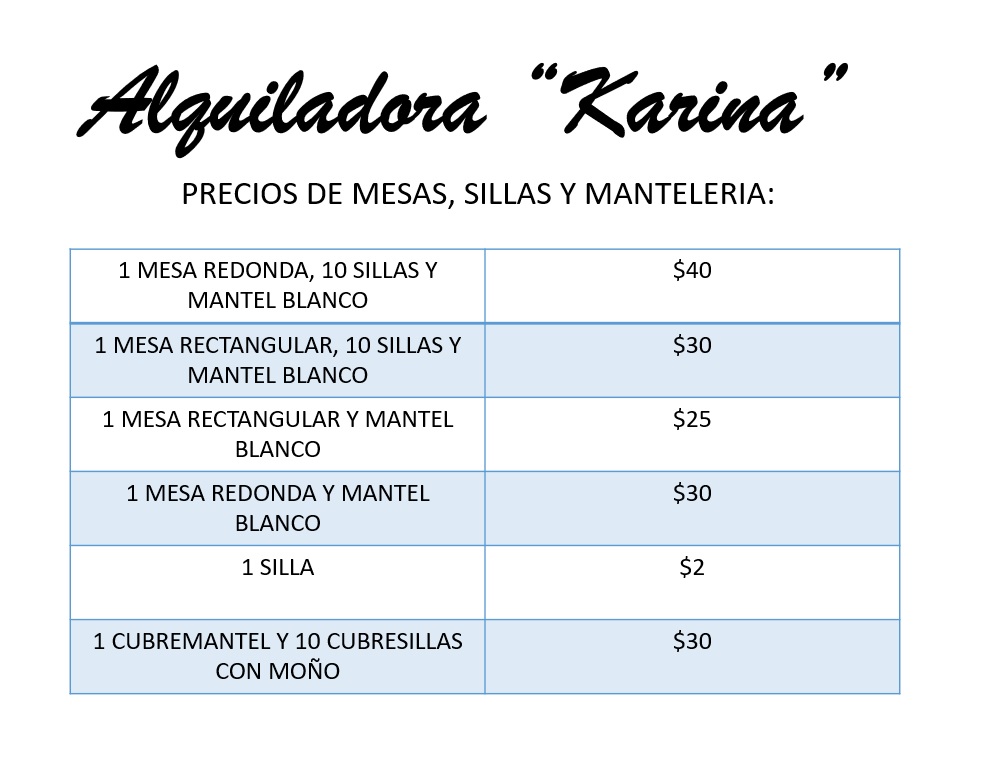 Alquiladora “Karina”
PRECIOS DE MESAS, SILLAS Y MANTELERIA:
1 MESA REDONDA, 10 SILLAS Y
MANTEL BLANCO
$40
1 MESA RECTANGULAR, 10 SILLAS Y
MANTEL BLANCO
$30
1 MESA RECTANGULAR Y MANTEL
BLANCO
$25
1 MESA REDONDA Y MANTEL
BLANCO
$30
1 SILLA
$2
1 CUBREMANTEL Y 10 CUBRESILLAS
CON MOÑO
$30